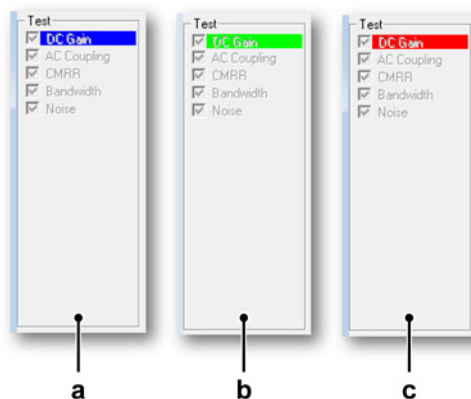 Test
DC Gain
AC Coupling
CMRR
Bandwidth
Noise
a
Test
DC Gain
AC Coupling
CMRR
Bandwidth
Noise
b
Test
DC Gain
AC Coupling
CMRR
Bandwidth
Noise
c